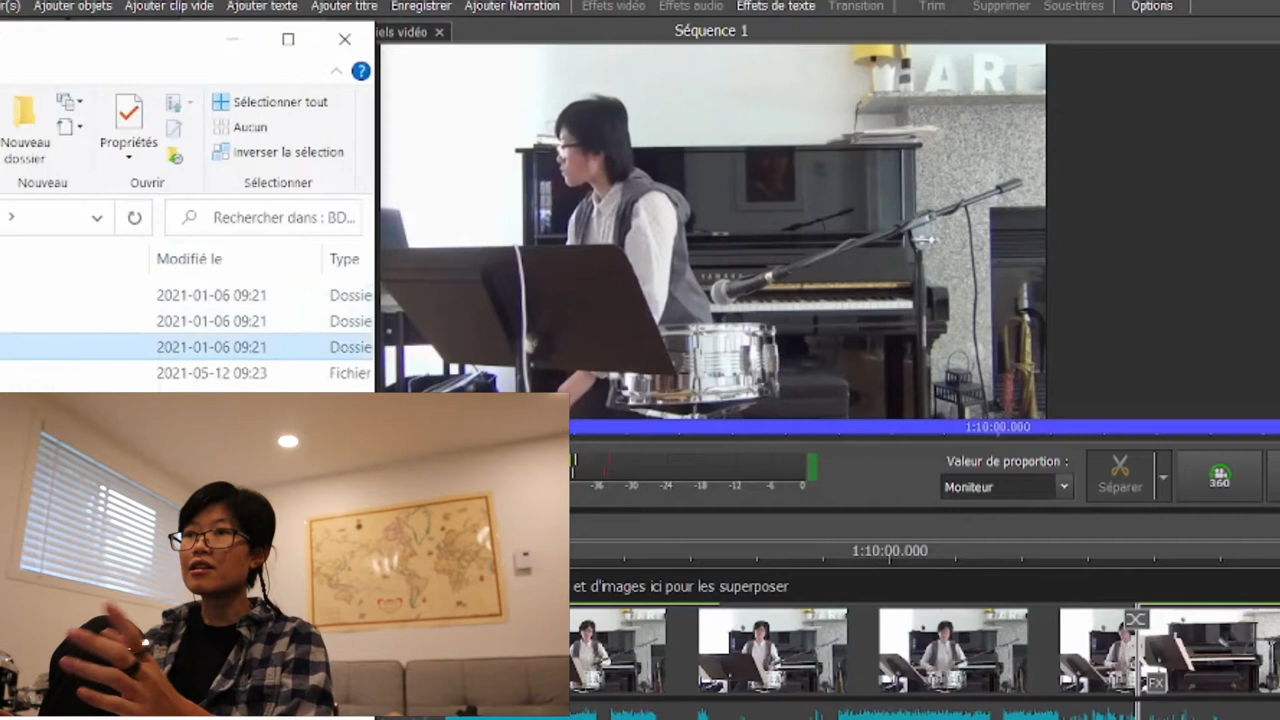 r(s) Ajouter objets Ajouter clip vidéo Ajouter texte Ajouter titre Enregistrer Ajouter Narration Effets vidéo Effets audio Effets de texte Transition Trim Supprimer Sous-titres Options
iels vidéo
Séquence 1
?
Nouveau dossier
Propriétés
Sélectionner tout
Aucun
Inverser la sélection
Nouveau Ouvrir Sélectionner
Rechercher dans : BD...
Modifié le Type
2021-01-06 09:21 Dossie
2021-01-06 09:21 Dossie
2021-01-06 09:21 Dossie
2021-05-12 09:23 Fichier
ART
YAMAHA
1:10:00.000
-36 -30 -24 -18 -12 -6 0
Valeur de proportion :
Moniteur
Séparer
360
1:10:00.000
et d'images ici pour les superposer
FX